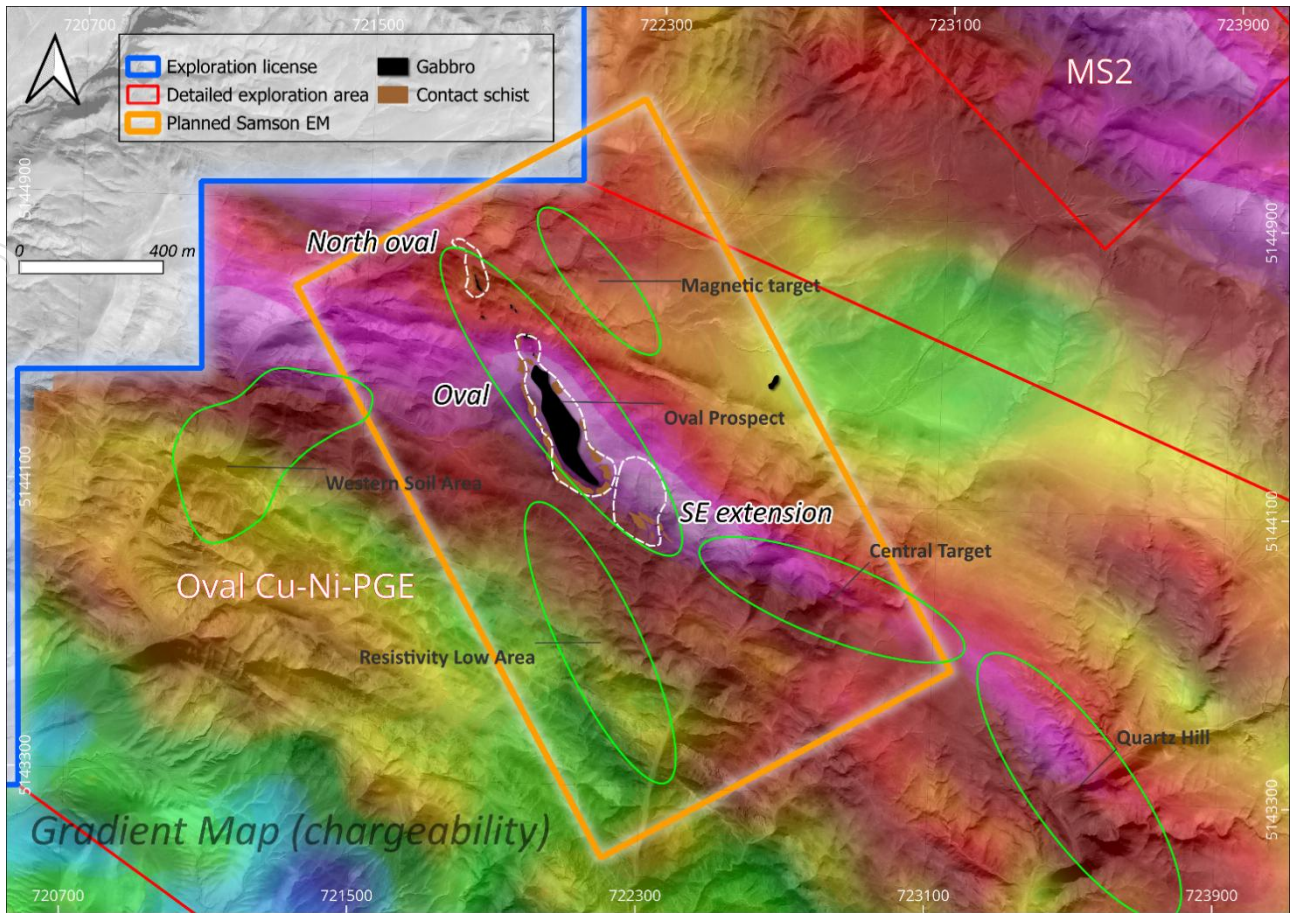 720700
721500
722300
723100
723900
Exploration license
Gabbro
Detailed exploration area
Contact schist
Planned Samson EM
MS2
5144900
5144900
0
400 m
North oval
Magnetic target
Oval
Oval Prospect
5144100
5144100
Western Soil Area
SE extension
Central Target
Oval Cu-Ni-PGE
Resistivity Low Area
Quartz Hill
5143300
5143300
Gradient Map (chargeability)
720700
721500
722300
723100
723900